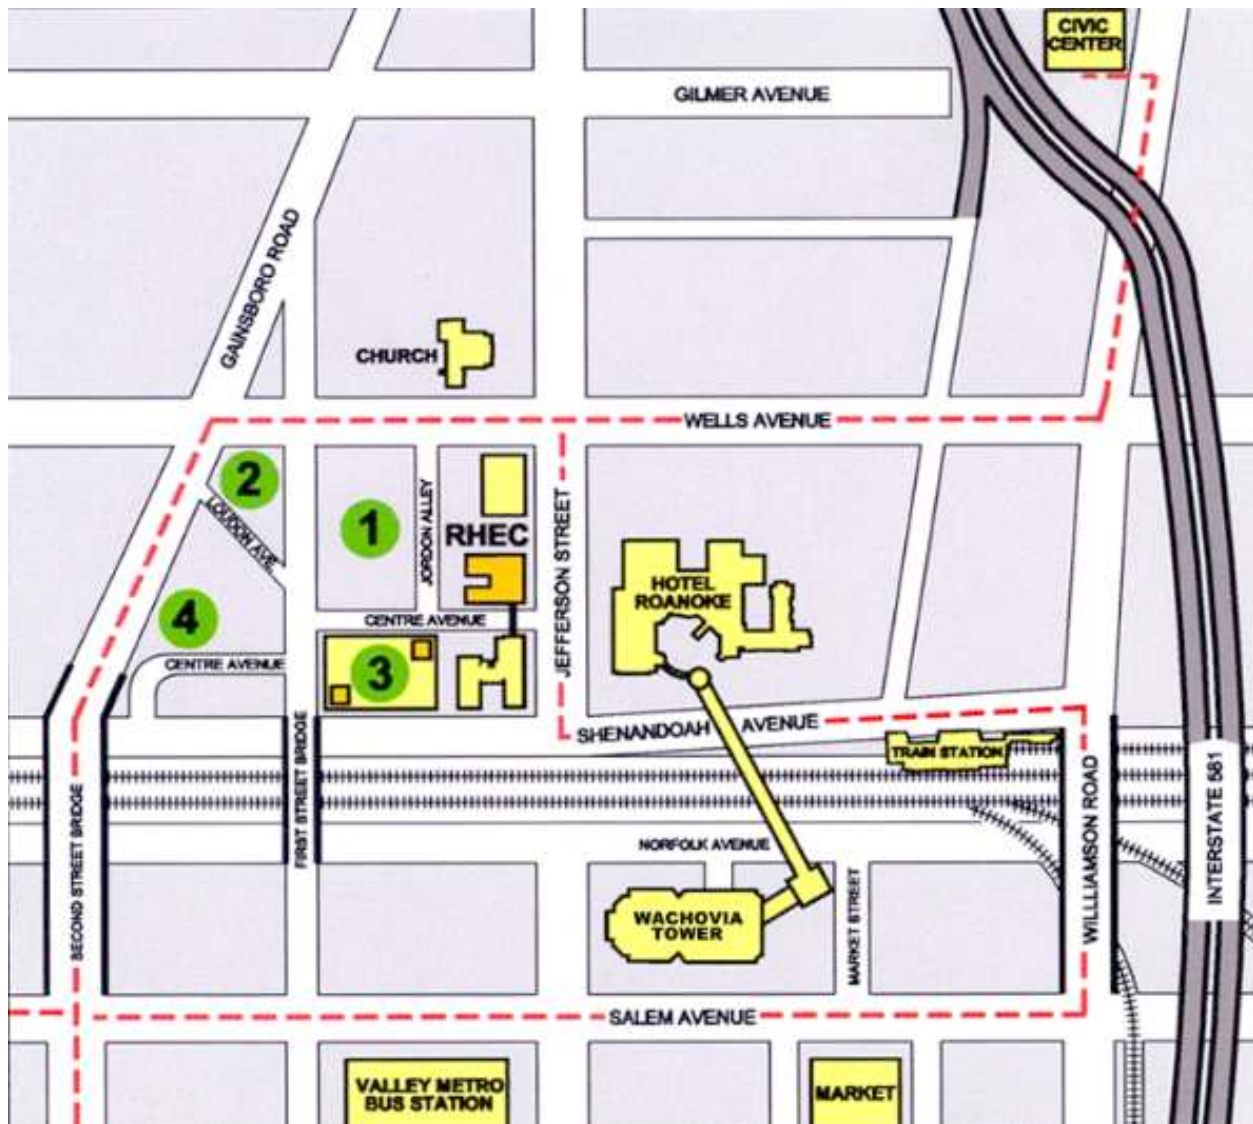 CIVIC
CENTER
GILMER AVENUE
GAINSBORO ROAD
CHURCH
WELLS AVENUE
2
LOUDON AVE.
1
JORDON ALLEY
RHEC
JEFFERSON STREET
HOTEL
ROANOKE
4
CENTRE AVENUE
CENTRE AVENUE
3
SHENANDOAH AVENUE
TRAIN STATION
FIRST STREET BRIDGE
SECOND STREET BRIDGE
NORFOLK AVENUE
WILLLIAMSON ROAD
INTERSTATE 581
WACHOVIA
TOWER
MARKET STREET
SALEM AVENUE
VALLEY METRO
BUS STATION
MARKET